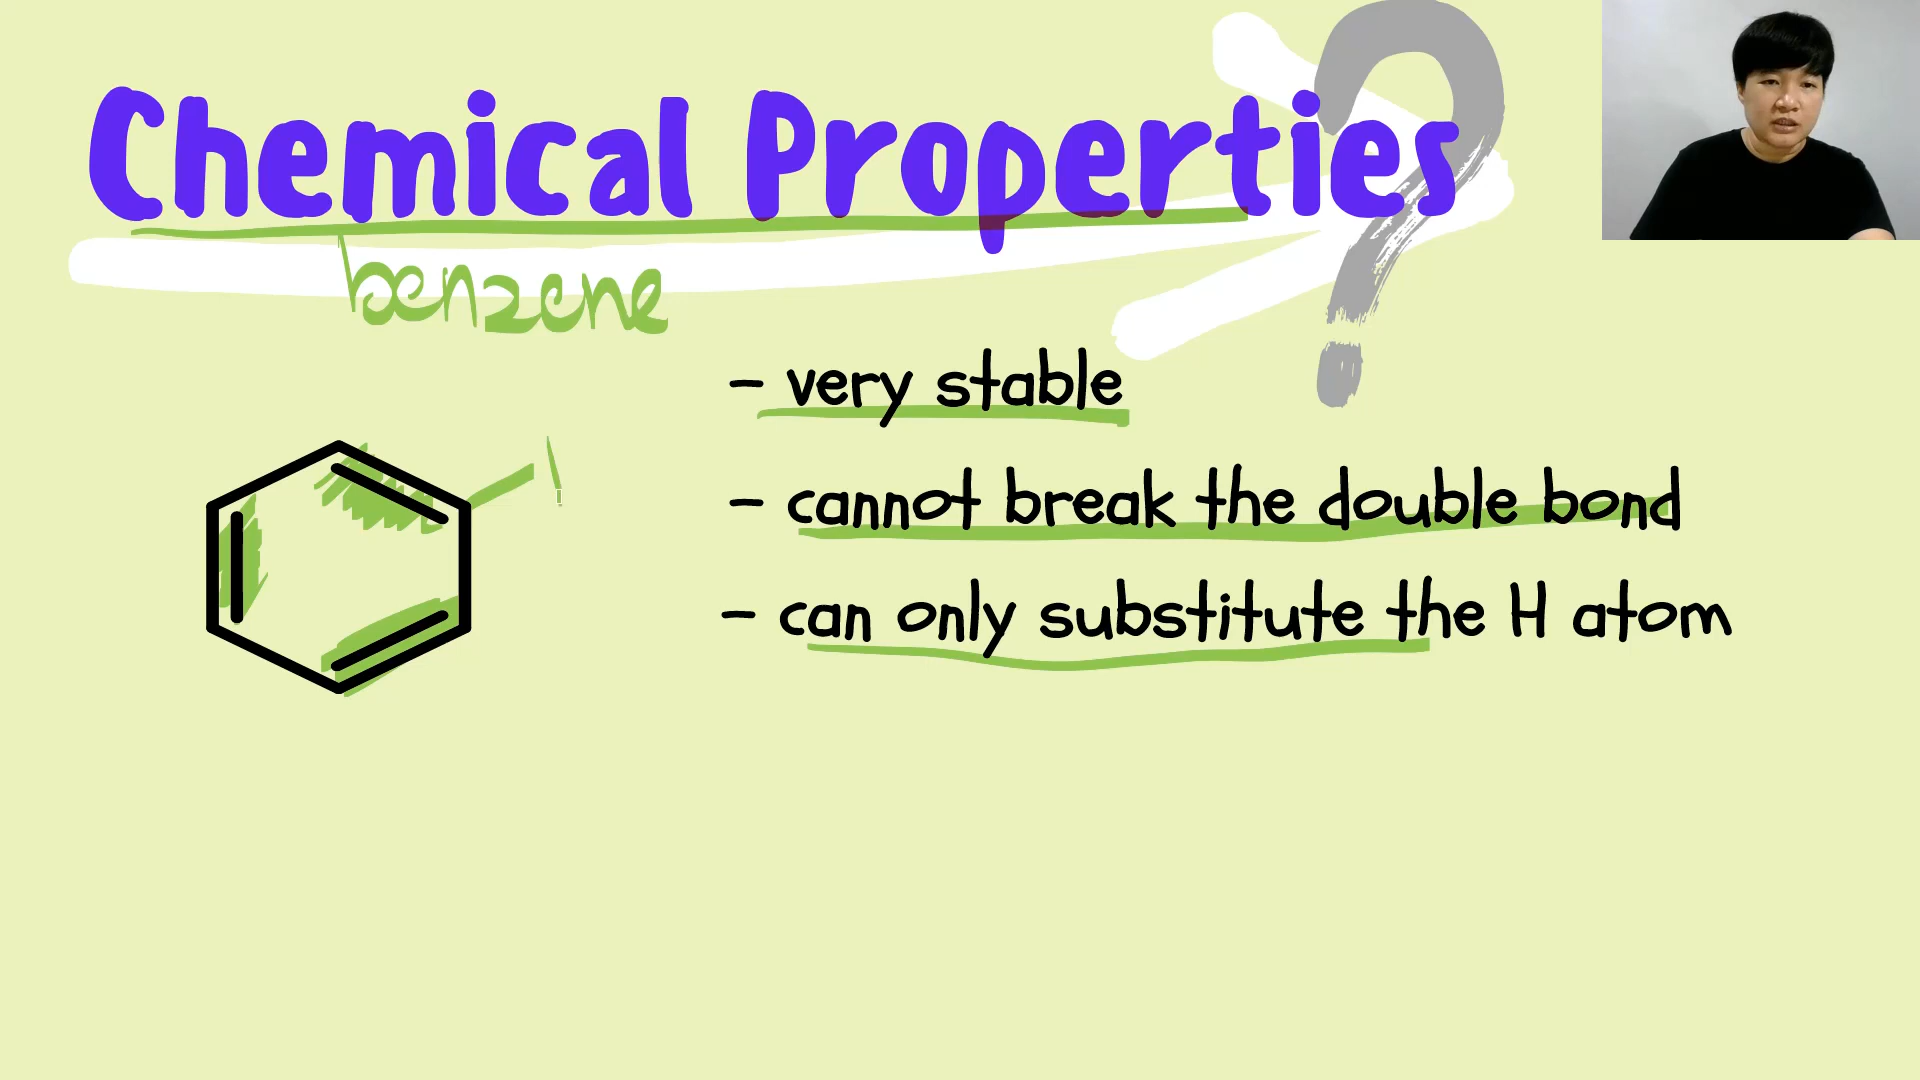 Chemical Properties
benzene
- very stable
- cannot break the double bond
- can only substitute the H atom